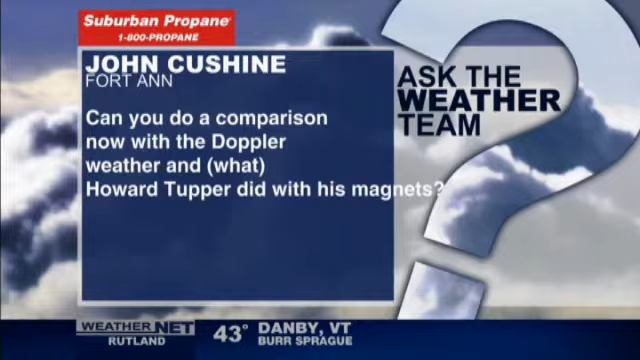 Suburban Propane
1-800-PROPANE
JOHN CUSHINE
FORT ANN
ASK THE
WEATHER
TEAM
Can you do a comparison
now with the Doppler
weather and (what)
Howard Tupper did with his magnets?
WEATHER NET
RUTLAND
43° DANBY, VT
BURR SPRAGUE